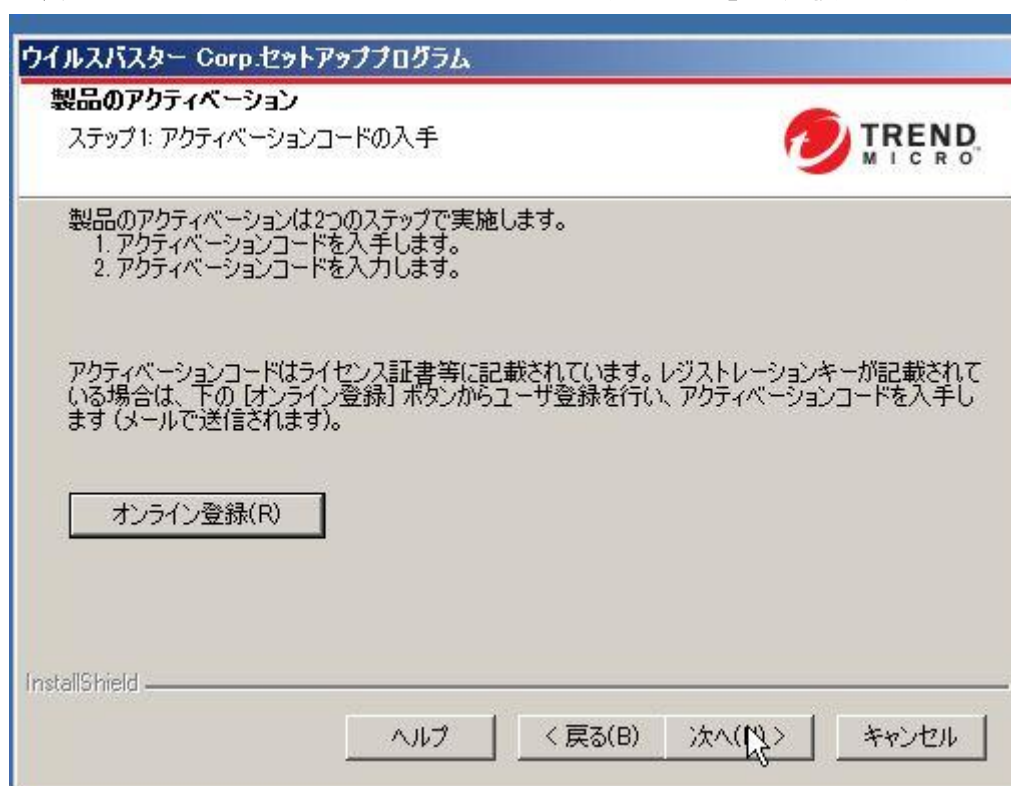 ウイルスバスター Corp.セットアッププログラム
製品のアクティベーション
ステップ1: アクティベーションコードの入手
TREND
MICRO
製品のアクティベーションは2つのステップで実施します。
1. アクティベーションコードを入手します。
2. アクティベーションコードを入力します。
アクティベーションコードはライセンス証書等に記載されています。レジストレーションキーが記載されて
いる場合は、下の [オンライン登録] ボタンからユーザ登録を行い、アクティベーションコードを入手し
ます (メールで送信されます)。
オンライン登録(R)
InstallShield
ヘルプ
< 戻る(B)
次へ(N) >
キャンセル